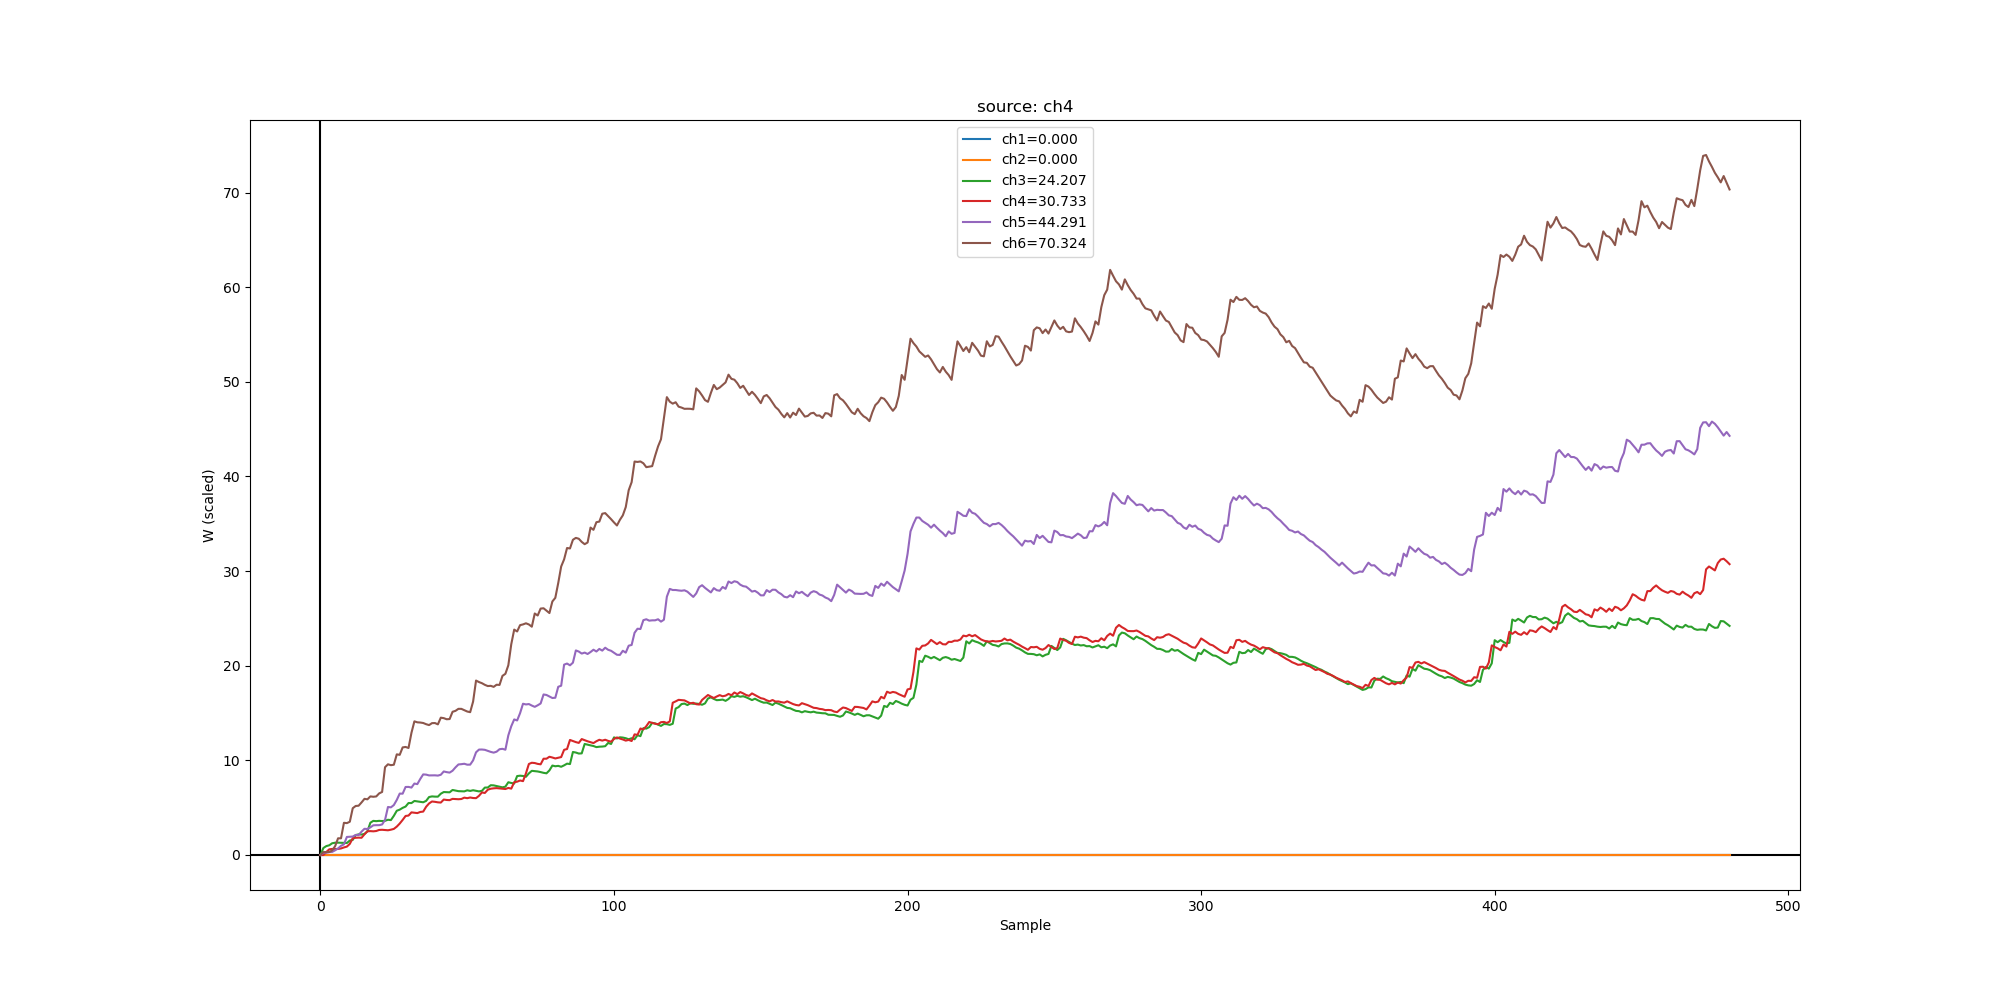 source: ch4
ch1=0.000
ch2=0.000
ch3=24.207
ch4=30.733
ch5=44.291
ch6=70.324
W (scaled)
70
60
50
40
30
20
10
0
0 100 200 300 400 500
Sample